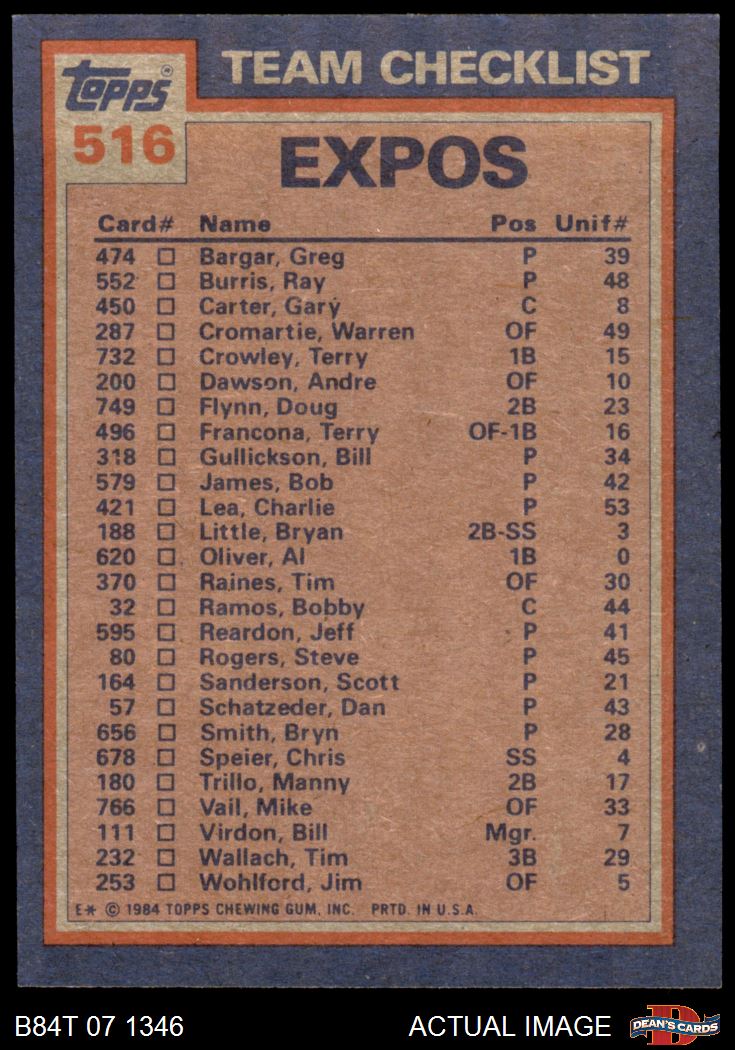 topps®
TEAM CHECKLIST
516
EXPOS
Card# Name Pos Unif#
474 ☐ Bargar, Greg P 39
552 ☐ Burris, Ray P 48
450 ☐ Carter, Gary C 8
287 ☐ Cromartie, Warren OF 49
732 ☐ Crowley, Terry 1B 15
200 ☐ Dawson, Andre OF 10
749 ☐ Flynn, Doug 2B 23
496 ☐ Francona, Terry OF-1B 16
318 ☐ Gullickson, Bill P 34
579 ☐ James, Bob P 42
421 ☐ Lea, Charlie P 53
188 ☐ Little, Bryan 2B-SS 3
620 ☐ Oliver, Al 1B 0
370 ☐ Raines, Tim OF 30
32 ☐ Ramos, Bobby C 44
595 ☐ Reardon, Jeff P 41
80 ☐ Rogers, Steve P 45
164 ☐ Sanderson, Scott P 21
57 ☐ Schatzeder, Dan P 43
656 ☐ Smith, Bryn P 28
678 ☐ Speier, Chris SS 4
180 ☐ Trillo, Manny 2B 17
766 ☐ Vail, Mike OF 33
111 ☐ Virdon, Bill Mgr. 7
232 ☐ Wallach, Tim 3B 29
253 ☐ Wohlford, Jim OF 5
E* © 1984 TOPPS CHEWING GUM, INC. PRTD. IN U.S.A.
B84T 07 1346 ACTUAL IMAGE D DEAN'S CARDS